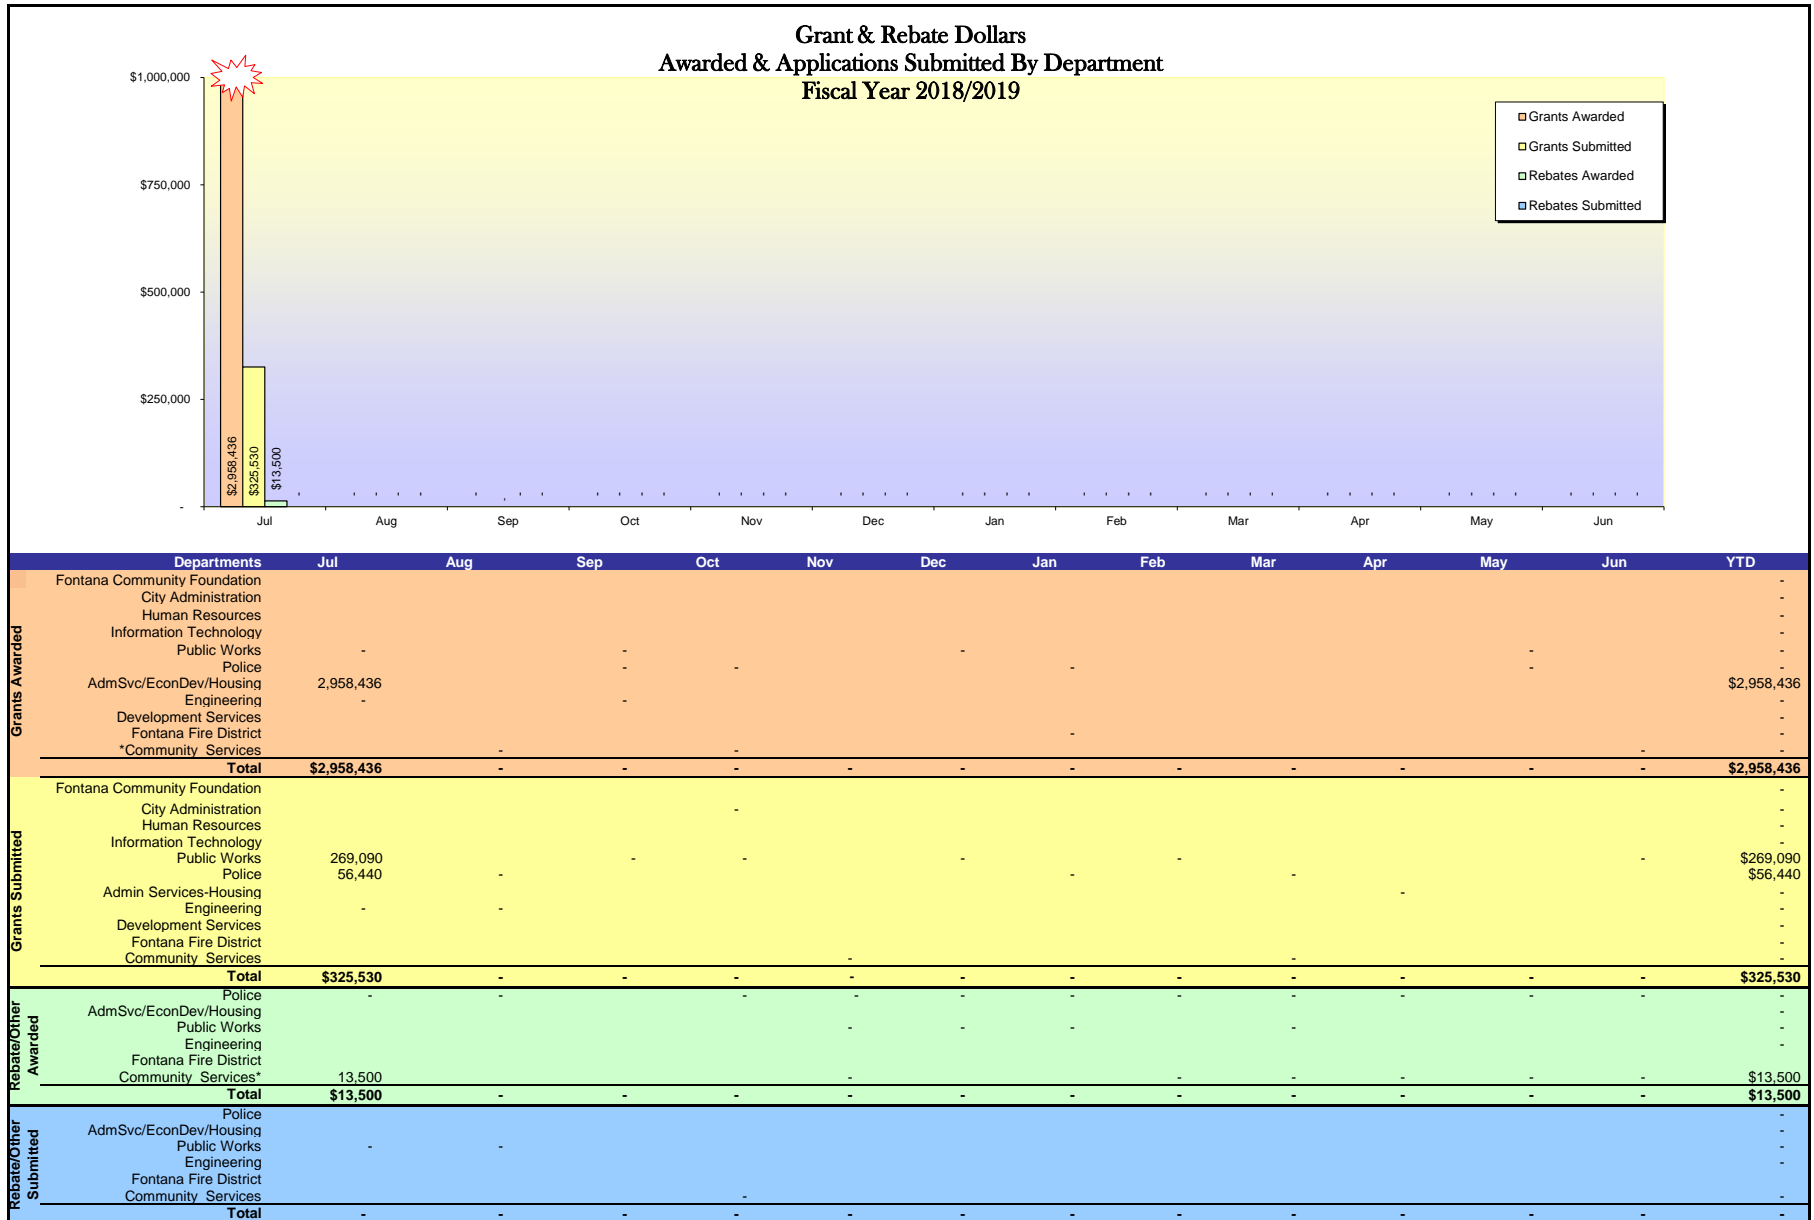 Grant & Rebate Dollars
Awarded & Applications Submitted By Department
Fiscal Year 2018/2019
$1,000,000
$750,000
$500,000
$250,000
-
$2,958,436
$325,530
$13,500
Jul Aug Sep Oct Nov Dec Jan Feb Mar Apr May Jun
Grants Awarded
Grants Submitted
Rebates Awarded
Rebates Submitted
Departments Jul Aug Sep Oct Nov Dec Jan Feb Mar Apr May Jun YTD
Grants Awarded
Fontana Community Foundation -
City Administration -
Human Resources -
Information Technology -
Public Works - - - - -
Police - - - - -
AdmSvc/EconDev/Housing 2,958,436 $2,958,436
Engineering - - -
Development Services -
Fontana Fire District - -
*Community Services - - - -
Total $2,958,436 - - - - - - - - - - - $2,958,436
Grants Submitted
Fontana Community Foundation -
City Administration - -
Human Resources -
Information Technology -
Public Works 269,090 - - - - - $269,090
Police 56,440 - - - $56,440
Admin Services-Housing - -
Engineering - - -
Development Services -
Fontana Fire District -
Community Services - - -
Total $325,530 - - - - - - - - - - - $325,530
Rebate/Other
Awarded
Police - - - - - - - - - - - -
AdmSvc/EconDev/Housing -
Public Works - - - - -
Engineering -
Fontana Fire District
Community Services* 13,500 - - - - - - $13,500
Total $13,500 - - - - - - - - - - - $13,500
Rebate/Other
Submitted
Police -
AdmSvc/EconDev/Housing -
Public Works - - -
Engineering -
Fontana Fire District
Community Services - -
Total - - - - - - - - - - - - -